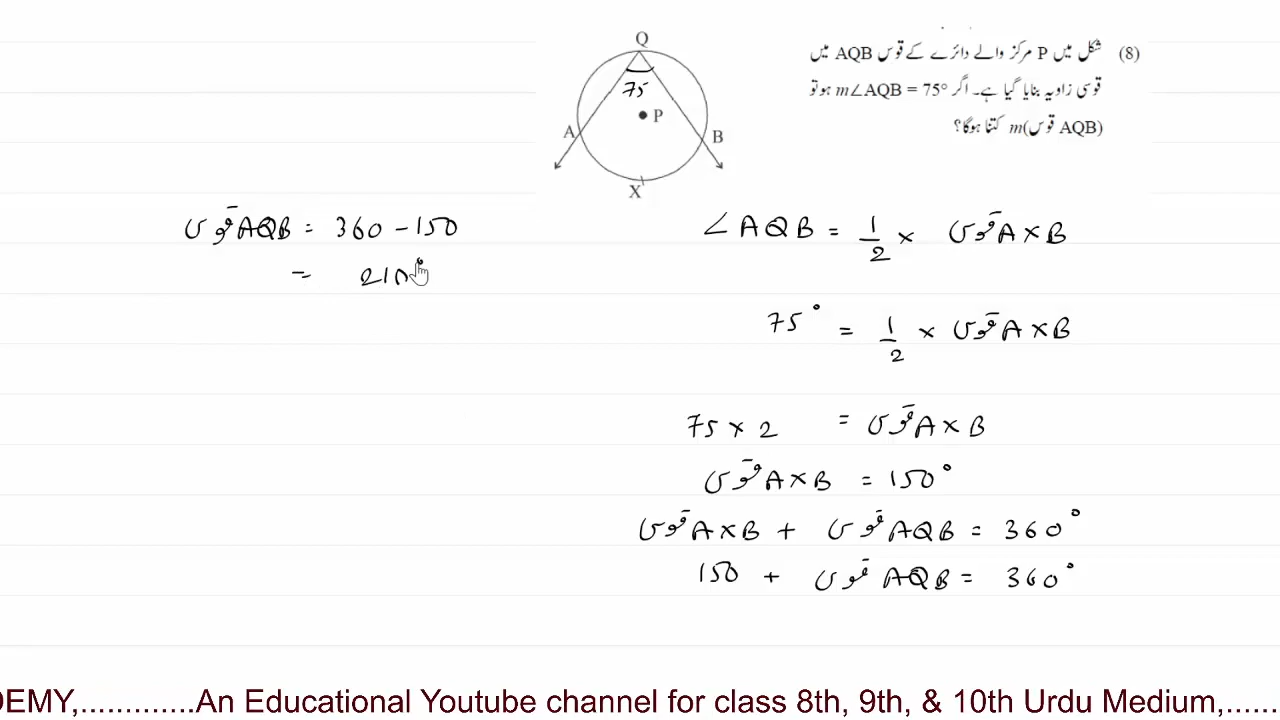 (8) شکل میں P مرکز والے دائرے کے قوس AQB میں
قوسی زاویہ بنایا گیا ہے۔ اگر m∠AQB = 75° ہو تو
m(قوس AQB) کتنا ہوگا؟
Q
75
P
A
B
X
∠AQB = 1/2 × قوس AXB
75° = 1/2 × قوس AXB
75 × 2 = قوس AXB
قوس AXB = 150°
قوس AXB + قوس AQB = 360°
150 + قوس AQB = 360°
قوس AQB = 360 - 150
= 210°
DEMY,.............An Educational Youtube channel for class 8th, 9th, & 10th Urdu Medium,......